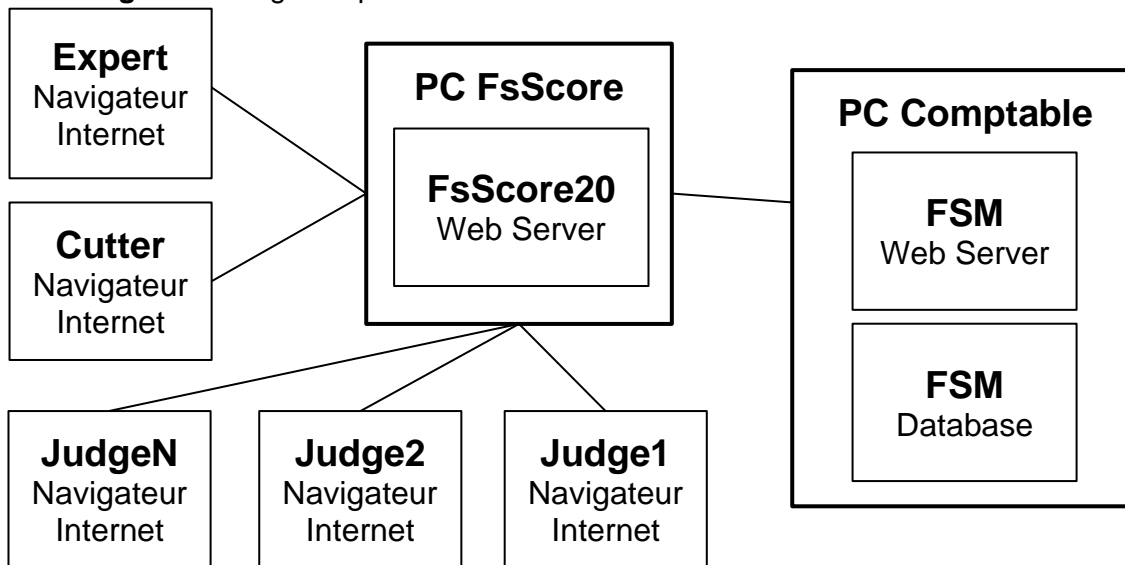 Expert
Navigateur
Internet
PC FsScore
FsScore20
Web Server
PC Comptable
FSM
Web Server
FSM
Database
Cutter
Navigateur
Internet
JudgeN
Navigateur
Internet
Judge2
Navigateur
Internet
Judge1
Navigateur
Internet